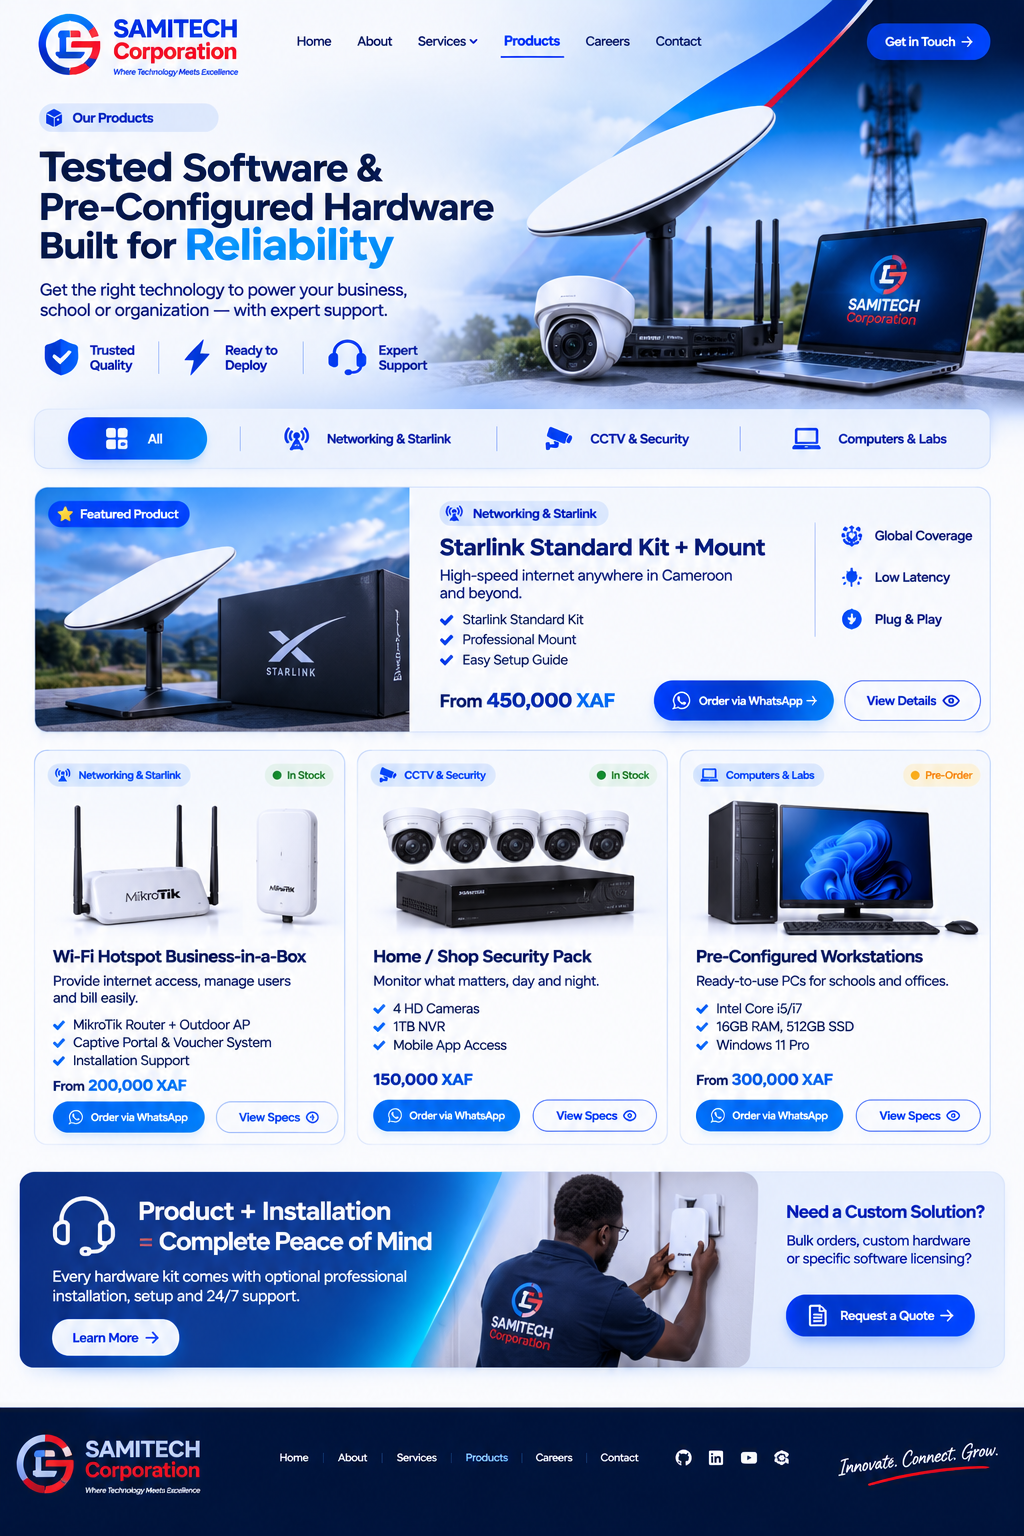 SAMITECH
Corporation
Where Technology Meets Excellence
Home
About
Services
Products
Careers
Contact
Get in Touch →
Our Products
Tested Software &
Pre-Configured Hardware
Built for Reliability
Get the right technology to power your business,
school or organization — with expert support.
Trusted
Quality
Ready to
Deploy
Expert
Support
SAMITECH
Corporation
All
Networking & Starlink
CCTV & Security
Computers & Labs
Featured Product
STARLINK
Networking & Starlink
Starlink Standard Kit + Mount
High-speed internet anywhere in Cameroon
and beyond.
Starlink Standard Kit
Professional Mount
Easy Setup Guide
Global Coverage
Low Latency
Plug & Play
From 450,000 XAF
Order via WhatsApp →
View Details
Networking & Starlink
In Stock
MikroTik
MikroTik
Wi-Fi Hotspot Business-in-a-Box
Provide internet access, manage users
and bill easily.
MikroTik Router + Outdoor AP
Captive Portal & Voucher System
Installation Support
From 200,000 XAF
Order via WhatsApp
View Specs
CCTV & Security
In Stock
Home / Shop Security Pack
Monitor what matters, day and night.
4 HD Cameras
1TB NVR
Mobile App Access
150,000 XAF
Order via WhatsApp
View Specs
Computers & Labs
Pre-Order
Pre-Configured Workstations
Ready-to-use PCs for schools and offices.
Intel Core i5/i7
16GB RAM, 512GB SSD
Windows 11 Pro
From 300,000 XAF
Order via WhatsApp
View Specs
Product + Installation
= Complete Peace of Mind
Every hardware kit comes with optional professional
installation, setup and 24/7 support.
Learn More →
SAMITECH
Corporation
Need a Custom Solution?
Bulk orders, custom hardware
or specific software licensing?
Request a Quote →
SAMITECH
Corporation
Where Technology Meets Excellence
Home
About
Services
Products
Careers
Contact
Innovate. Connect. Grow.